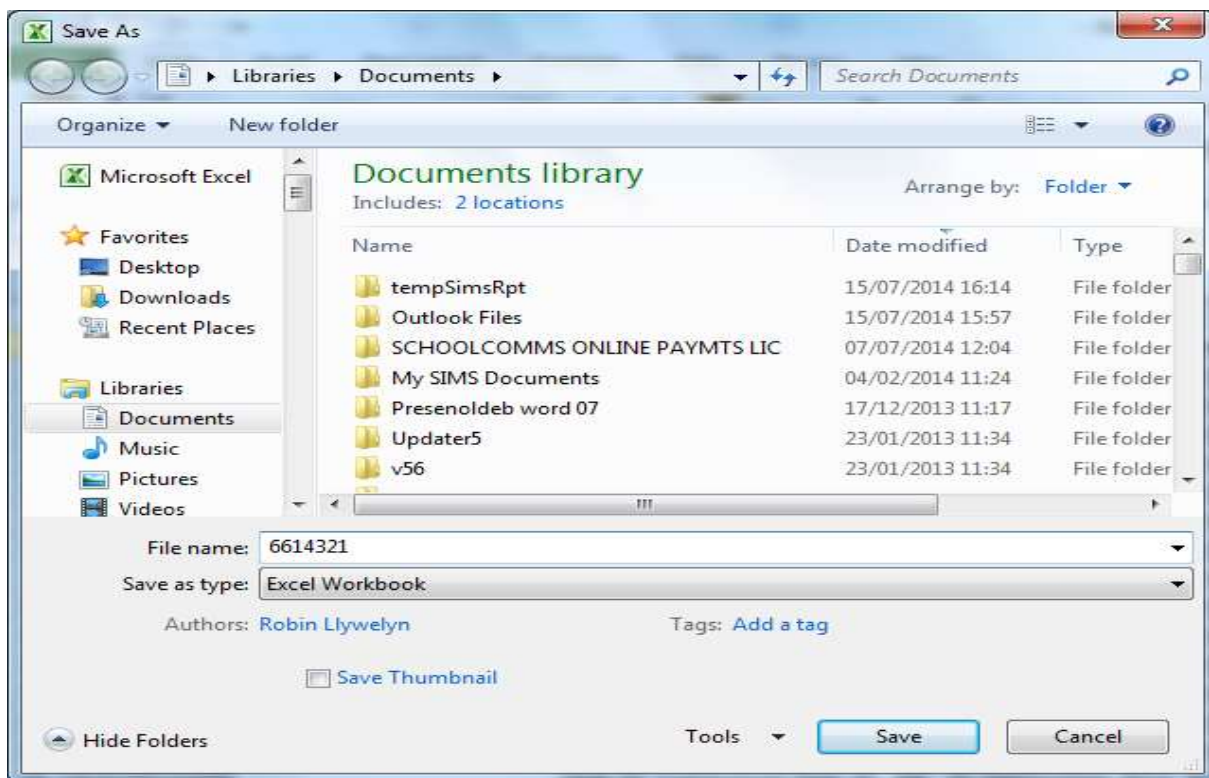 Save As
Libraries Documents
Search Documents
Organize New folder
Microsoft Excel
Favorites
Desktop
Downloads
Recent Places
Libraries
Documents
Music
Pictures
Videos
Documents library
Includes: 2 locations
Arrange by: Folder
Name Date modified Type
tempSimsRpt 15/07/2014 16:14 File folder
Outlook Files 15/07/2014 15:57 File folder
SCHOOLCOMMS ONLINE PAYMTS LIC 07/07/2014 12:04 File folder
My SIMS Documents 04/02/2014 11:24 File folder
Presenoldeb word 07 17/12/2013 11:17 File folder
Updater5 23/01/2013 11:34 File folder
v56 23/01/2013 11:34 File folder
File name: 6614321
Save as type: Excel Workbook
Authors: Robin Llywelyn Tags: Add a tag
Save Thumbnail
Hide Folders Tools Save Cancel